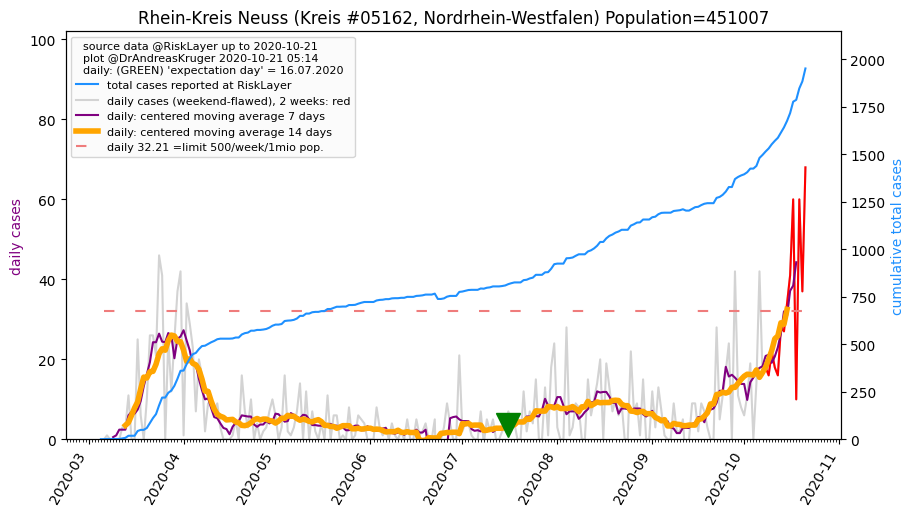 Rhein-Kreis Neuss (Kreis #05162, Nordrhein-Westfalen) Population=451007
source data @RiskLayer up to 2020-10-21
plot @DrAndreasKruger 2020-10-21 05:14
daily: (GREEN) 'expectation day' = 16.07.2020
total cases reported at RiskLayer
daily cases (weekend-flawed), 2 weeks: red
daily: centered moving average 7 days
daily: centered moving average 14 days
daily 32.21 =limit 500/week/1mio pop.
daily cases
100
80
60
40
20
0
cumulative total cases
2000
1750
1500
1250
1000
750
500
250
0
2020-03
2020-04
2020-05
2020-06
2020-07
2020-08
2020-09
2020-10
2020-11